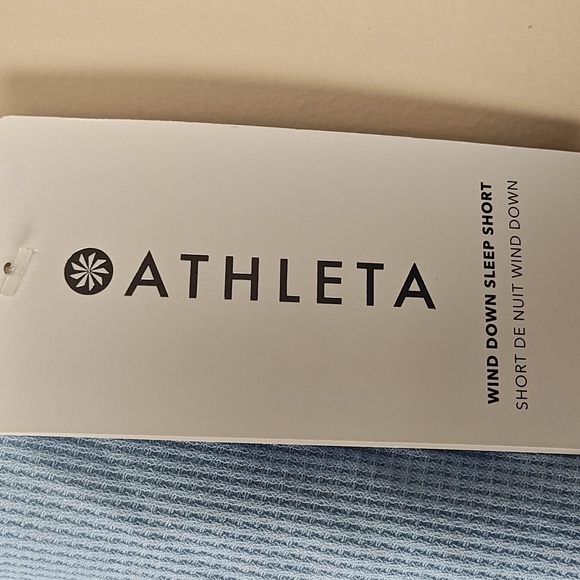 ATHLETA
WIND DOWN SLEEP SHORT
SHORT DE NUIT WIND DOWN